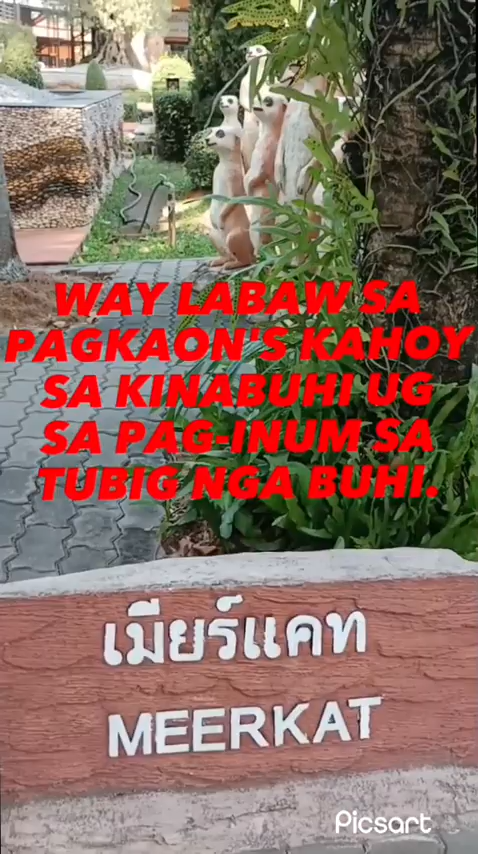 WAY LABAW SA
PAGKAON'S KAHOY
SA KINABUHI UG
SA PAG-INUM SA
TUBIG NGA BUHI.
เมียร์แคท
MEERKAT
Picsart